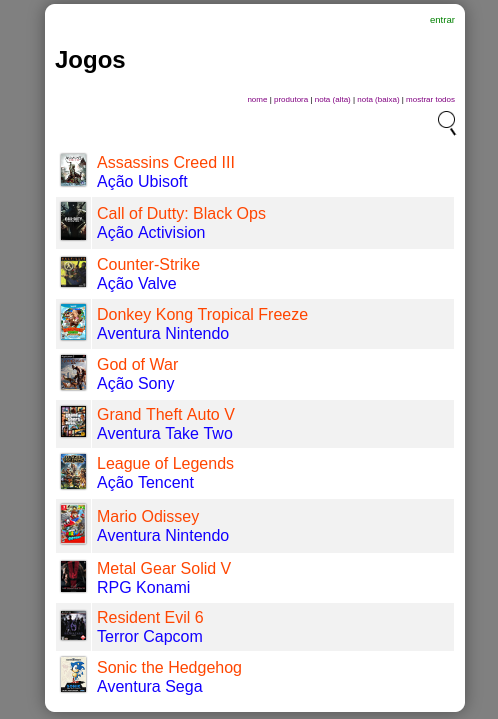 entrar
Jogos
nome | produtora | nota (alta) | nota (baixa) | mostrar todos
Assassins Creed III
Ação Ubisoft
Call of Dutty: Black Ops
Ação Activision
Counter-Strike
Ação Valve
Donkey Kong Tropical Freeze
Aventura Nintendo
God of War
Ação Sony
Grand Theft Auto V
Aventura Take Two
League of Legends
Ação Tencent
Mario Odissey
Aventura Nintendo
Metal Gear Solid V
RPG Konami
Resident Evil 6
Terror Capcom
Sonic the Hedgehog
Aventura Sega